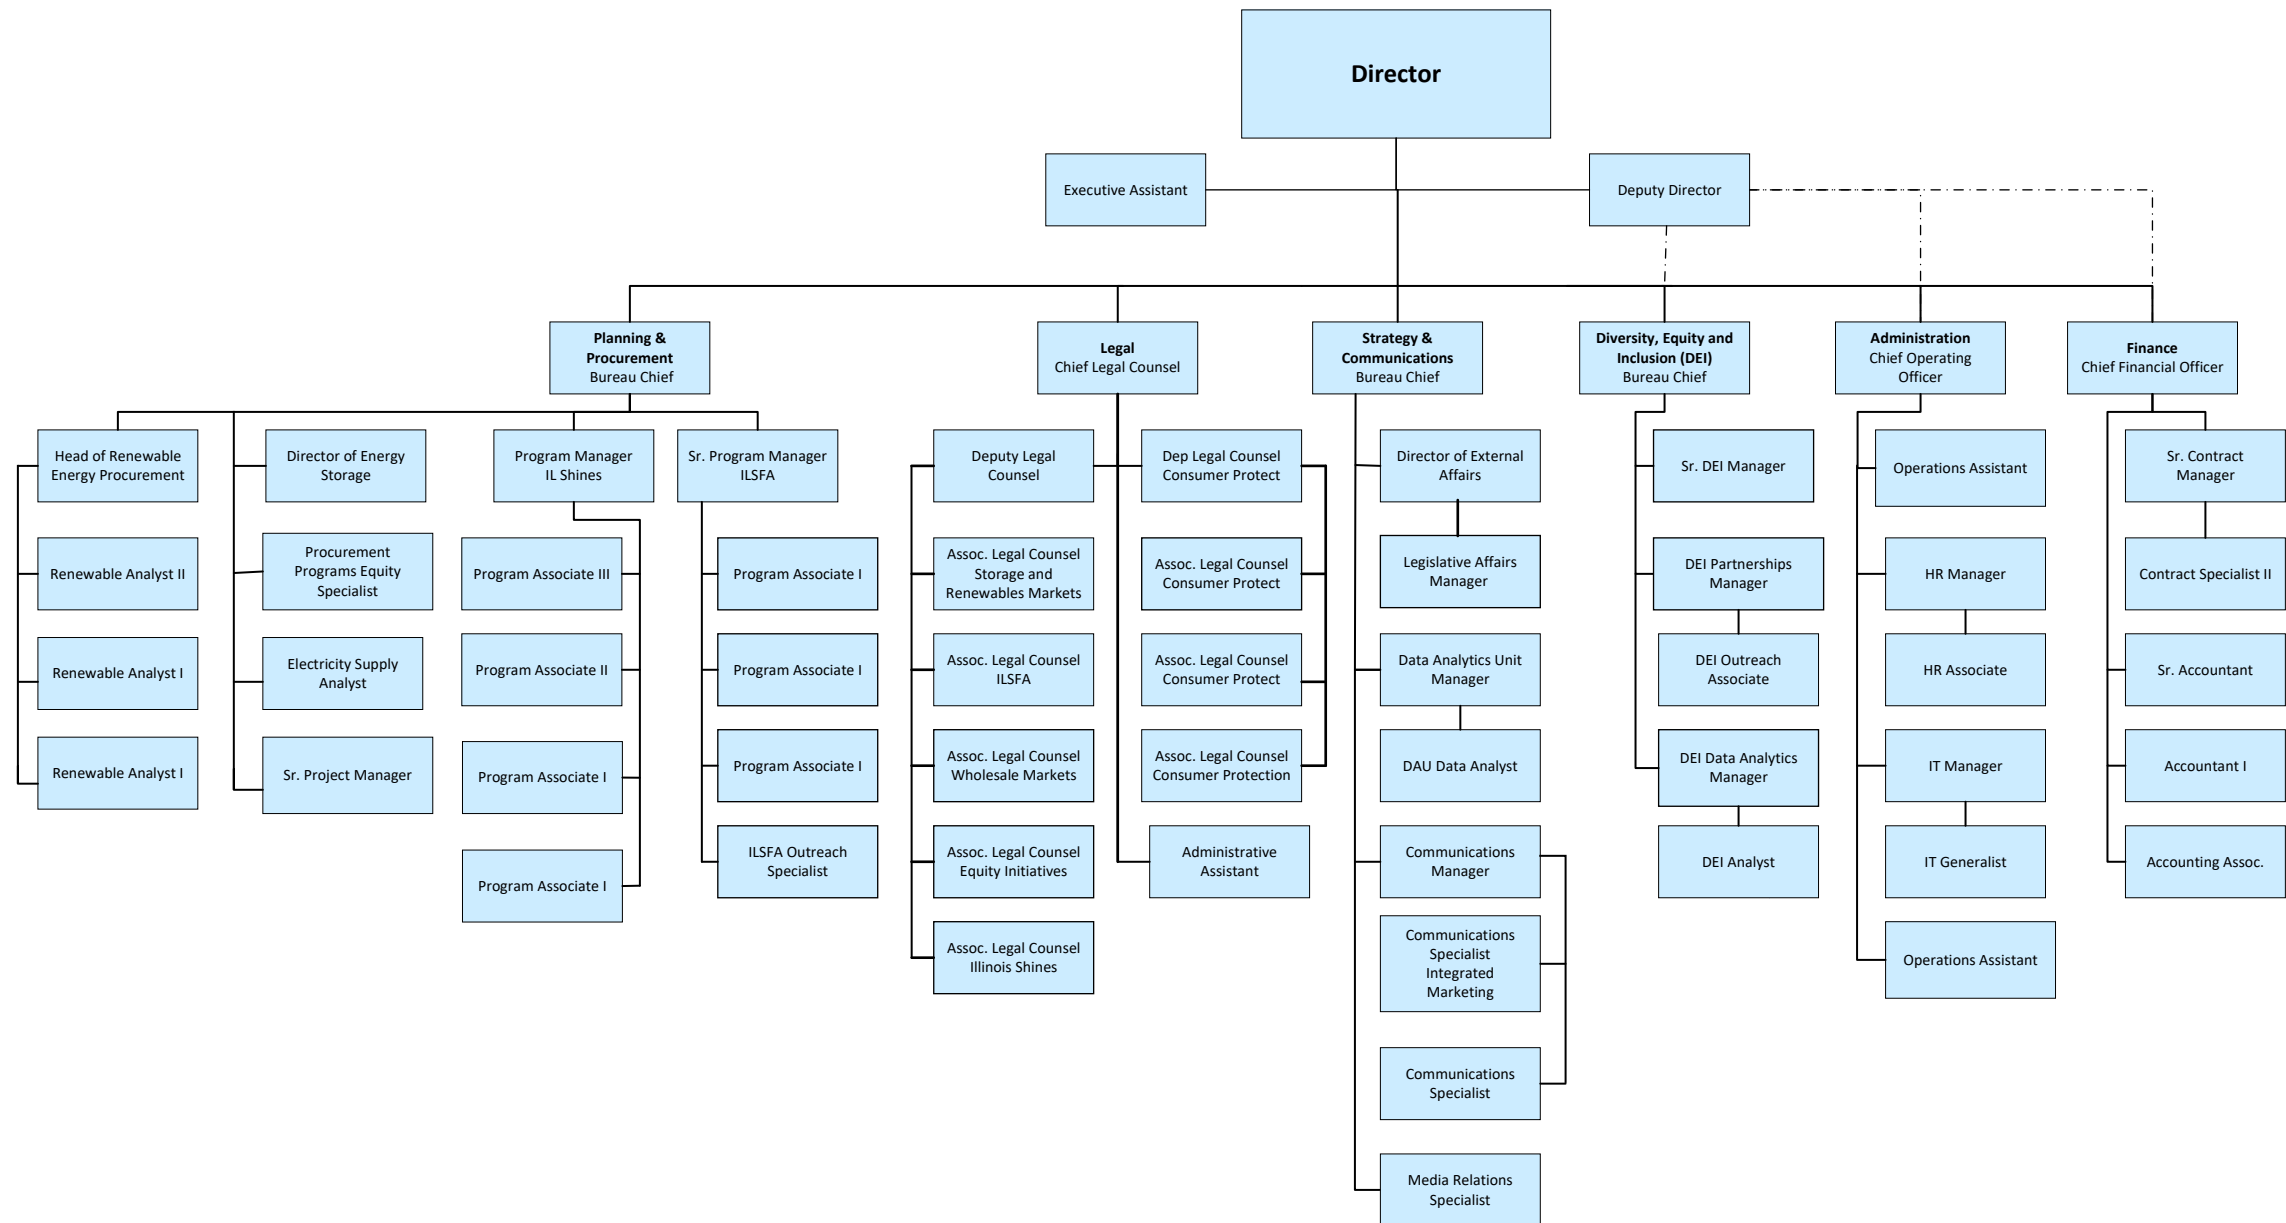 Director
Executive Assistant
Deputy Director
Planning &
Procurement
Bureau Chief
Legal
Chief Legal Counsel
Strategy &
Communications
Bureau Chief
Diversity, Equity and
Inclusion (DEI)
Bureau Chief
Administration
Chief Operating
Officer
Finance
Chief Financial Officer
Head of Renewable
Energy Procurement
Renewable Analyst II
Renewable Analyst I
Renewable Analyst I
Director of Energy
Storage
Procurement
Programs Equity
Specialist
Electricity Supply
Analyst
Sr. Project Manager
Program Manager
IL Shines
Program Associate III
Program Associate II
Program Associate I
Program Associate I
Sr. Program Manager
ILSFA
Program Associate I
Program Associate I
Program Associate I
ILSFA Outreach
Specialist
Deputy Legal
Counsel
Assoc. Legal Counsel
Storage and
Renewables Markets
Assoc. Legal Counsel
ILSFA
Assoc. Legal Counsel
Wholesale Markets
Assoc. Legal Counsel
Equity Initiatives
Assoc. Legal Counsel
Illinois Shines
Dep Legal Counsel
Consumer Protect
Assoc. Legal Counsel
Consumer Protect
Assoc. Legal Counsel
Consumer Protect
Assoc. Legal Counsel
Consumer Protection
Administrative
Assistant
Director of External
Affairs
Legislative Affairs
Manager
Data Analytics Unit
Manager
DAU Data Analyst
Communications
Manager
Communications
Specialist
Integrated
Marketing
Communications
Specialist
Media Relations
Specialist
Sr. DEI Manager
DEI Partnerships
Manager
DEI Outreach
Associate
DEI Data Analytics
Manager
DEI Analyst
Operations Assistant
HR Manager
HR Associate
IT Manager
IT Generalist
Operations Assistant
Sr. Contract
Manager
Contract Specialist II
Sr. Accountant
Accountant I
Accounting Assoc.